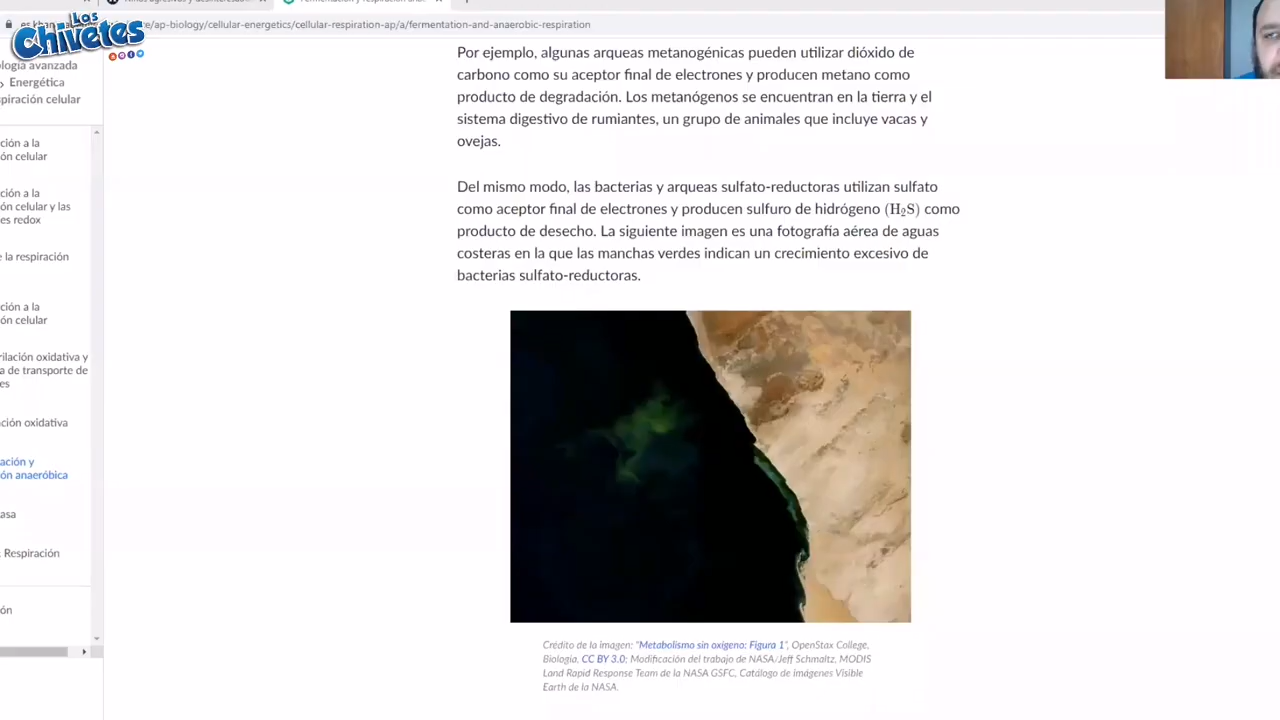 Los
Chivetes
/ap-biology/cellular-energetics/cellular-respiration-ap/a/fermentation-and-anaerobic-respiration
avanzada
Energética
celular
Por ejemplo, algunas arqueas metanogénicas pueden utilizar dióxido de
carbono como su aceptor final de electrones y producen metano como
producto de degradación. Los metanógenos se encuentran en la tierra y el
sistema digestivo de rumiantes, un grupo de animales que incluye vacas y
ovejas.
Del mismo modo, las bacterias y arqueas sulfato-reductoras utilizan sulfato
como aceptor final de electrones y producen sulfuro de hidrógeno (H₂S) como
producto de desecho. La siguiente imagen es una fotografía aérea de aguas
costeras en la que las manchas verdes indican un crecimiento excesivo de
bacterias sulfato-reductoras.
ción a la
ón celular
ción a la
ón celular y las
es redox
e la respiración
ción a la
ón celular
rilación oxidativa y
a de transporte de
es
ción oxidativa
ación y
ón anaeróbica
asa
Respiración
ón
Crédito de la imagen: "Metabolismo sin oxígeno: Figura 1", OpenStax College,
Biología, CC BY 3.0; Modificación del trabajo de NASA/Jeff Schmaltz, MODIS
Land Rapid Response Team de la NASA GSFC, Catálogo de imágenes Visible
Earth de la NASA.